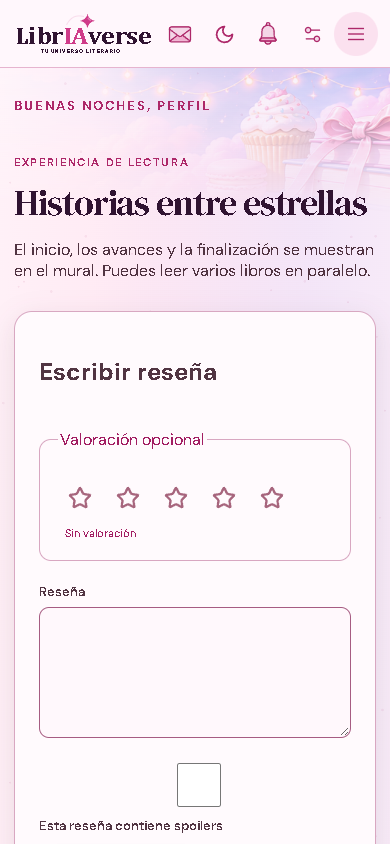 LibrIAverse
TU UNIVERSO LITERARIO
BUENAS NOCHES, PERFIL
EXPERIENCIA DE LECTURA
Historias entre estrellas
El inicio, los avances y la finalización se muestran
en el mural. Puedes leer varios libros en paralelo.
Escribir reseña
Valoración opcional
Sin valoración
Reseña
Esta reseña contiene spoilers